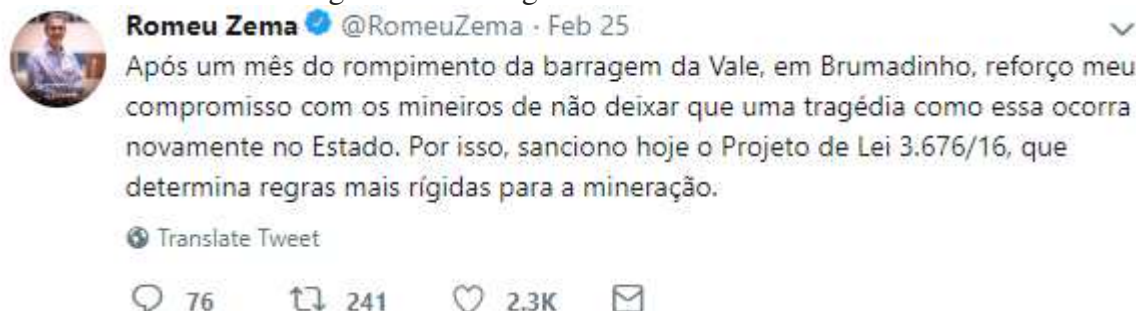 Romeu Zema @RomeuZema · Feb 25
Após um mês do rompimento da barragem da Vale, em Brumadinho, reforço meu
compromisso com os mineiros de não deixar que uma tragédia como essa ocorra
novamente no Estado. Por isso, sanciono hoje o Projeto de Lei 3.676/16, que
determina regras mais rígidas para a mineração.
Translate Tweet
76 241 2.3K